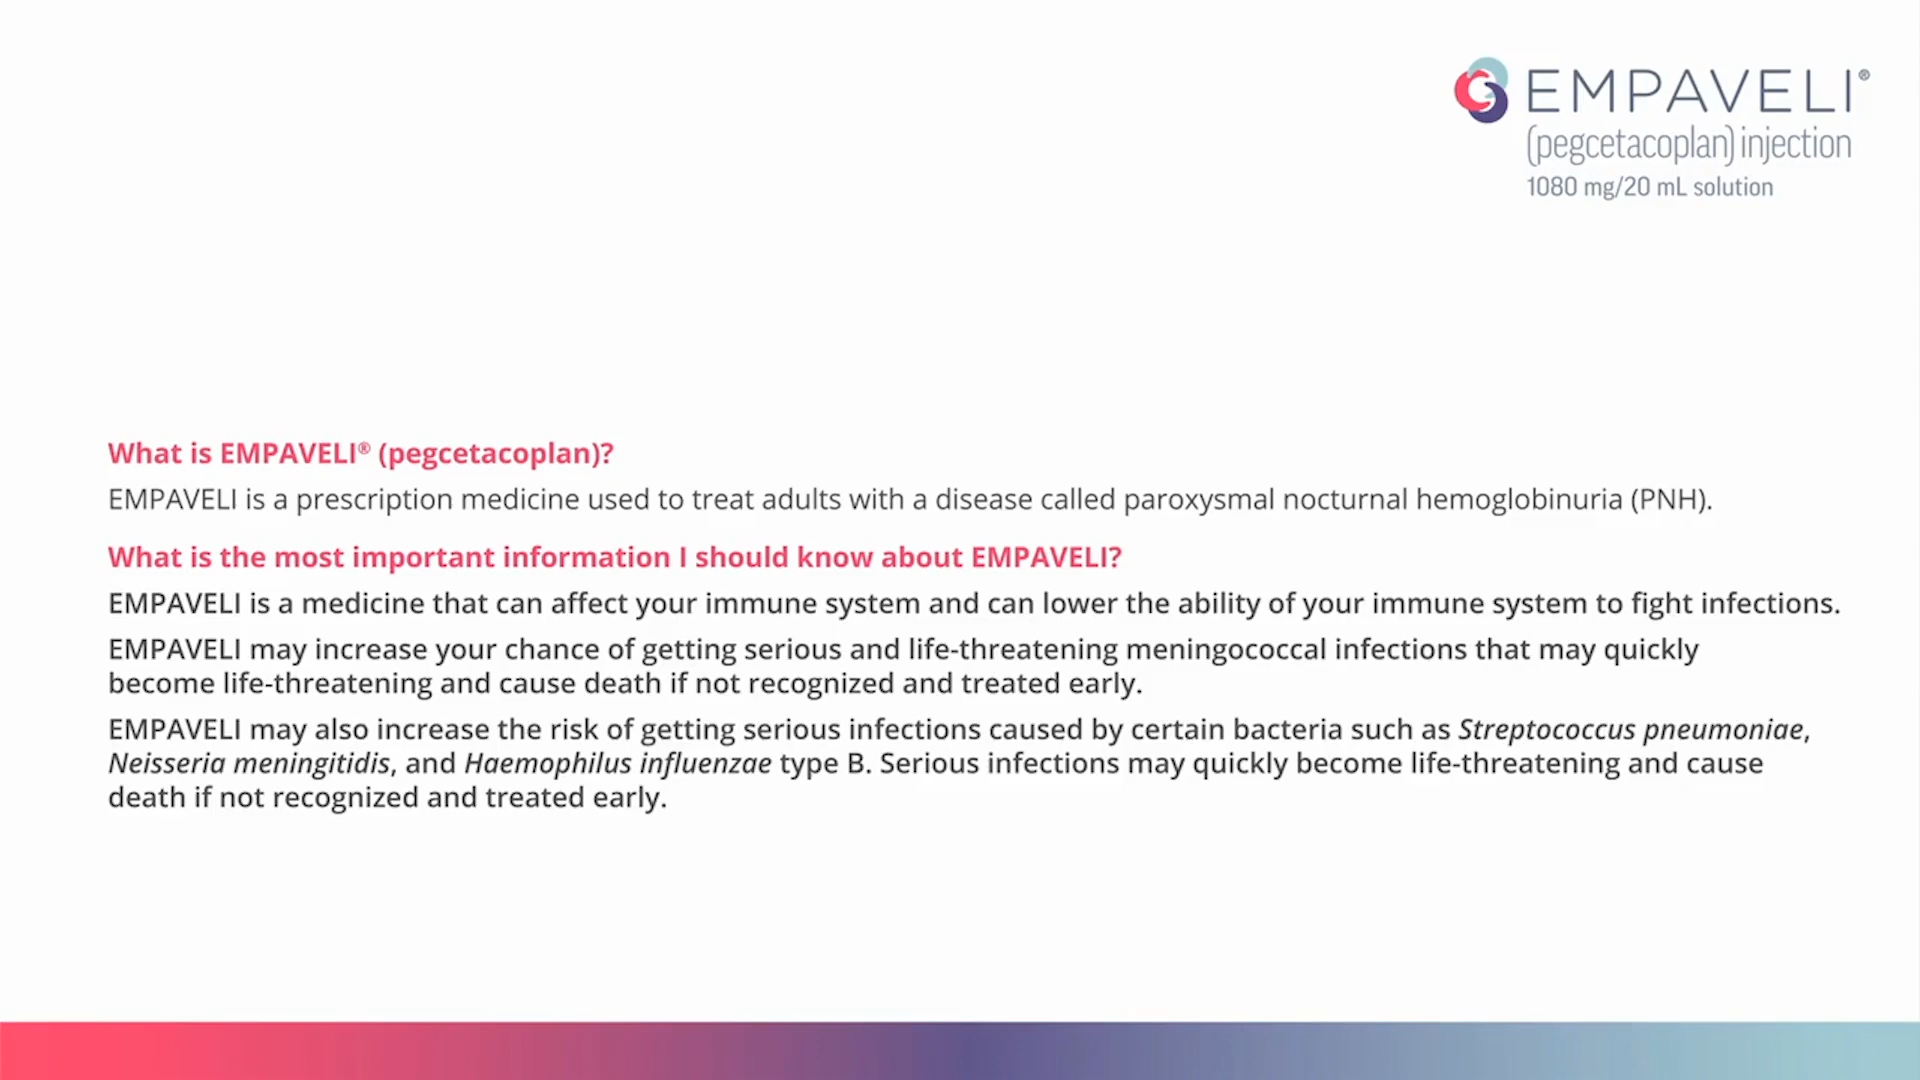 EMPAVELI®
(pegcetacoplan) injection
1080 mg/20 mL solution
What is EMPAVELI® (pegcetacoplan)?
EMPAVELI is a prescription medicine used to treat adults with a disease called paroxysmal nocturnal hemoglobinuria (PNH).
What is the most important information I should know about EMPAVELI?
EMPAVELI is a medicine that can affect your immune system and can lower the ability of your immune system to fight infections.
EMPAVELI may increase your chance of getting serious and life-threatening meningococcal infections that may quickly
become life-threatening and cause death if not recognized and treated early.
EMPAVELI may also increase the risk of getting serious infections caused by certain bacteria such as Streptococcus pneumoniae,
Neisseria meningitidis, and Haemophilus influenzae type B. Serious infections may quickly become life-threatening and cause
death if not recognized and treated early.